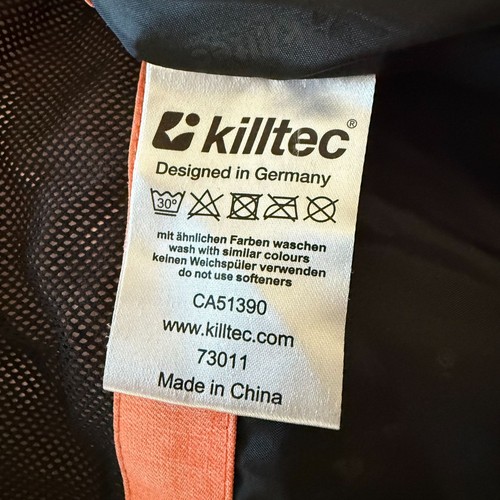 killtec®
Designed in Germany
30°
mit ähnlichen Farben waschen
wash with similar colours
keinen Weichspüler verwenden
do not use softeners
CA51390
www.killtec.com
73011
Made in China